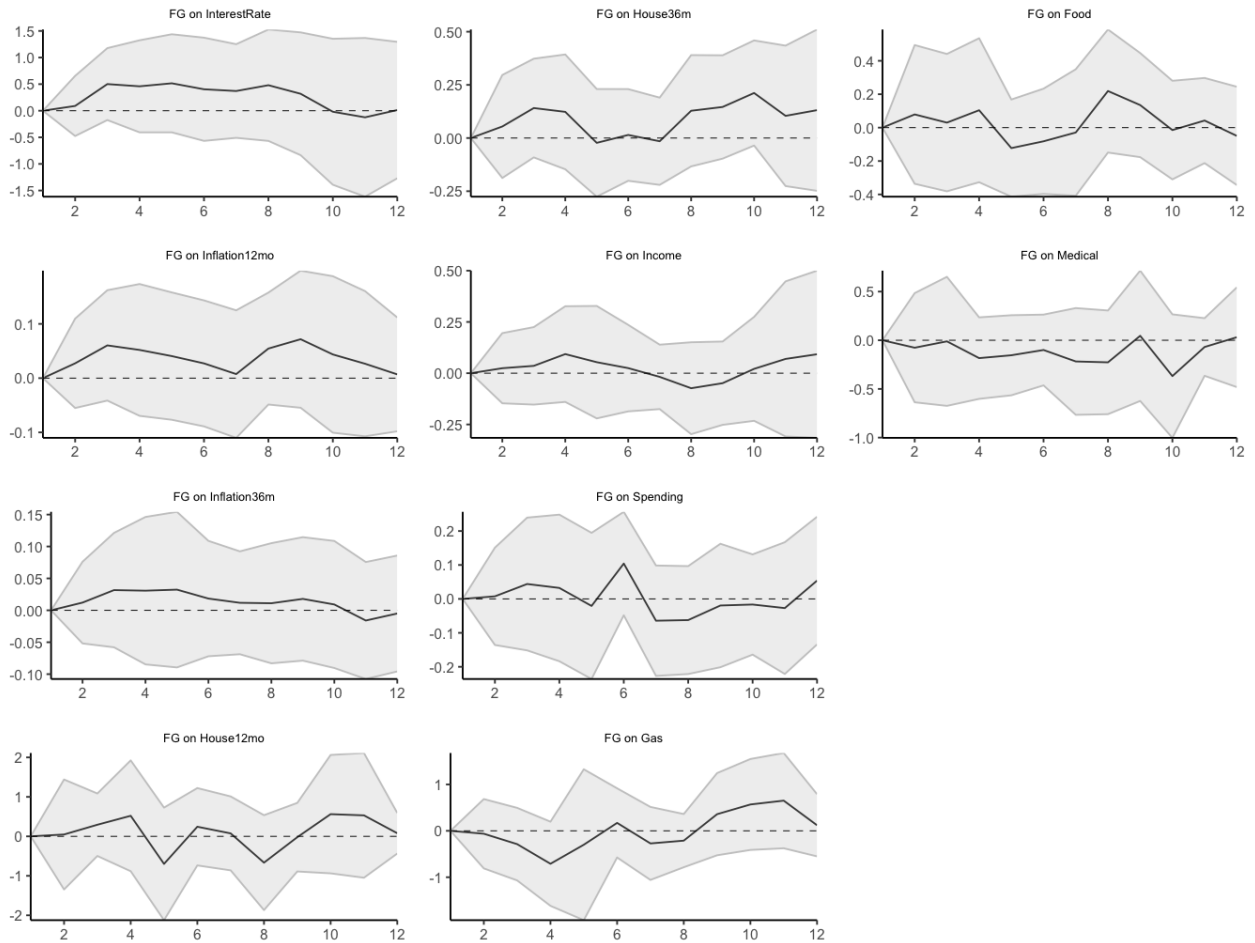 FG on InterestRate
1.5
1.0
0.5
0.0
-0.5
-1.0
-1.5
2 4 6 8 10 12
FG on House36m
0.50
0.25
0.00
-0.25
2 4 6 8 10 12
FG on Food
0.4
0.2
0.0
-0.2
-0.4
2 4 6 8 10 12
FG on Inflation12mo
0.1
0.0
-0.1
2 4 6 8 10 12
FG on Income
0.50
0.25
0.00
-0.25
2 4 6 8 10 12
FG on Medical
0.5
0.0
-0.5
-1.0
2 4 6 8 10 12
FG on Inflation36m
0.15
0.10
0.05
0.00
-0.05
-0.10
2 4 6 8 10 12
FG on Spending
0.2
0.1
0.0
-0.1
-0.2
2 4 6 8 10 12
FG on House12mo
2
1
0
-1
-2
2 4 6 8 10 12
FG on Gas
1
0
-1
2 4 6 8 10 12